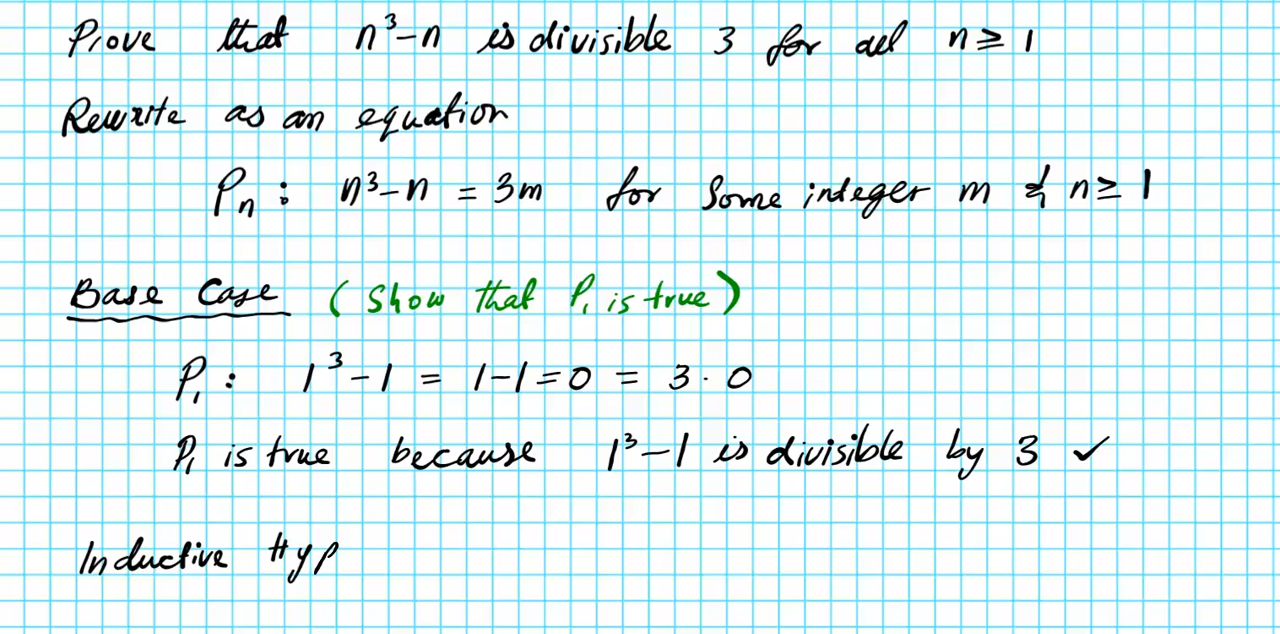 Prove that n³-n is divisible 3 for all n ≥ 1
Rewrite as an equation
Pₙ : n³-n = 3m for some integer m & n ≥ 1
Base Case (Show that P₁ is true)
P₁ : 1³-1 = 1-1=0 = 3·0
P₁ is true because 1³-1 is divisible by 3 ✓
Inductive Hyp